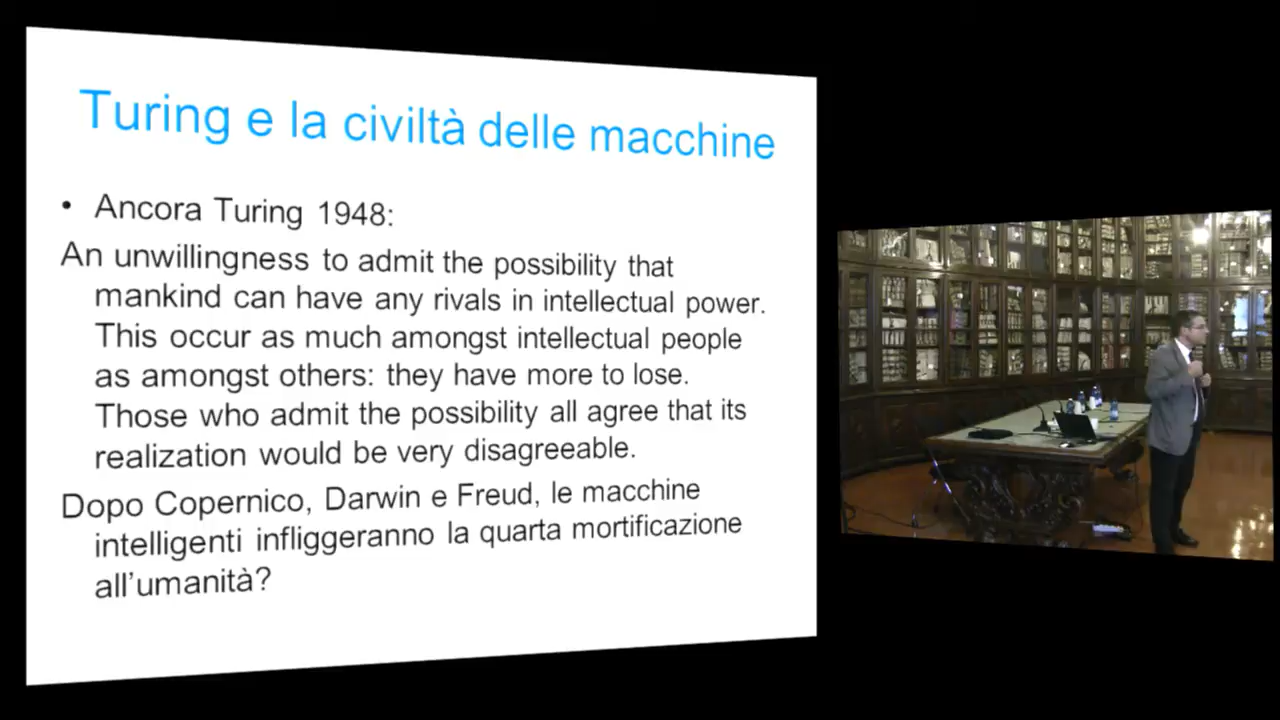 Turing e la civiltà delle macchine
• Ancora Turing 1948:
An unwillingness to admit the possibility that
mankind can have any rivals in intellectual power.
This occur as much amongst intellectual people
as amongst others: they have more to lose.
Those who admit the possibility all agree that its
realization would be very disagreeable.
Dopo Copernico, Darwin e Freud, le macchine
intelligenti infliggeranno la quarta mortificazione
all'umanità?